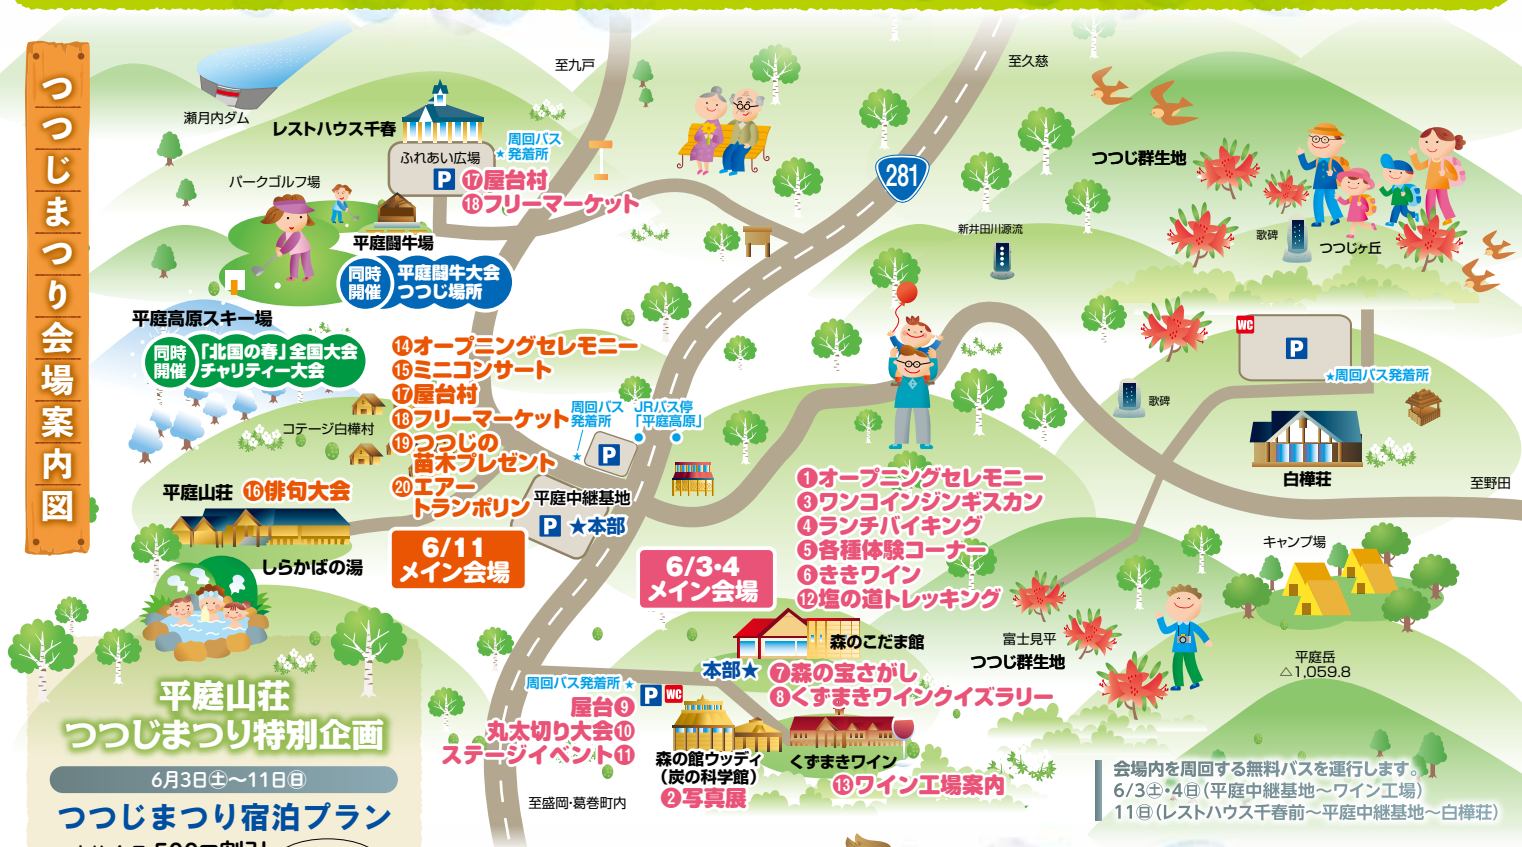 つつじまつり会場案内図
瀬月内ダム
レストハウス千春
ふれあい広場
P
周回バス
★発着所
⑰屋台村
⑱フリーマーケット
至九戸
至久慈
281
パークゴルフ場
平庭闘牛場
同時
開催
平庭闘牛大会
つつじ場所
平庭高原スキー場
同時
開催
「北国の春」全国大会
チャリティー大会
つつじ群生地
歌碑
つつじヶ丘
新井田川源流
WC
P
★周回バス発着所
歌碑
白樺荘
至野田
⑭オープニングセレモニー
⑮ミニコンサート
⑰屋台村
⑱フリーマーケット
⑲つつじの
苗木プレゼント
⑳エアー
トランポリン
周回バス
発着所
★
JRバス停
「平庭高原」
P
コテージ白樺村
平庭山荘
⑯俳句大会
しらかばの湯
平庭中継基地
P ★本部
6/11
メイン会場
6/3・4
メイン会場
①オープニングセレモニー
③ワンコインジンギスカン
④ランチバイキング
⑤各種体験コーナー
⑥ききワイン
⑫塩の道トレッキング
森のこだま館
本部★
⑦森の宝さがし
⑧くずまきワインクイズラリー
周回バス発着所★
P WC
屋台⑨
丸太切り大会⑩
ステージイベント⑪
森の館ウッディ
(炭の科学館)
②写真展
くずまきワイン
⑬ワイン工場案内
至盛岡・葛巻町内
キャンプ場
富士見平
つつじ群生地
平庭岳
△1,059.8
平庭山荘
つつじまつり特別企画
6月3日㊏〜11日㊐
つつじまつり宿泊プラン
会場内を周回する無料バスを運行します。
6/3㊏・4㊐(平庭中継基地〜ワイン工場)
11㊐(レストハウス千春前〜平庭中継基地〜白樺荘)